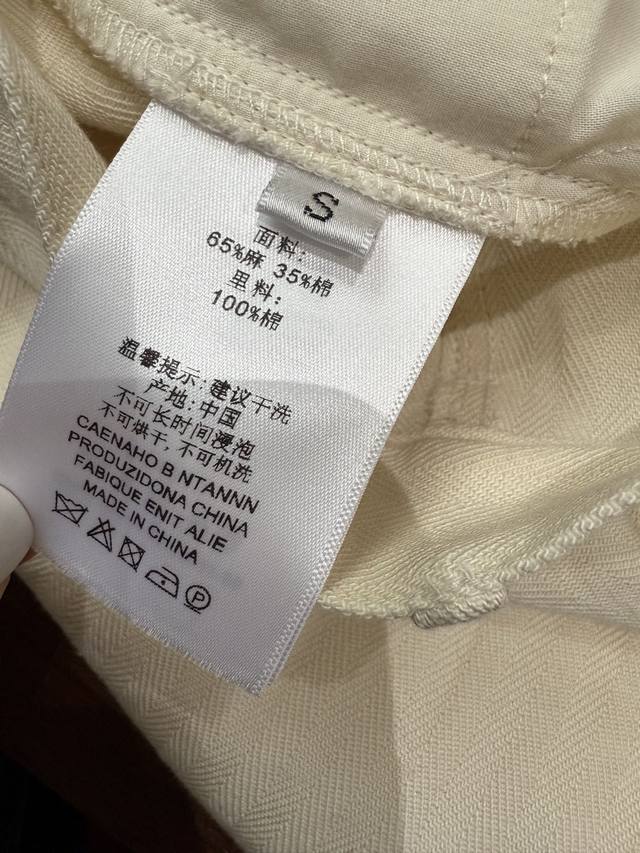 S
面料:
65%麻 35%棉
里料:
100%棉
温馨提示: 建议干洗
产地: 中国
不可长时间浸泡
不可烘干, 不可机洗
CAENAHO B NTANNN
PRODUZIDONA CHINA
FABIQUE ENIT ALIE
MADE IN CHINA
P